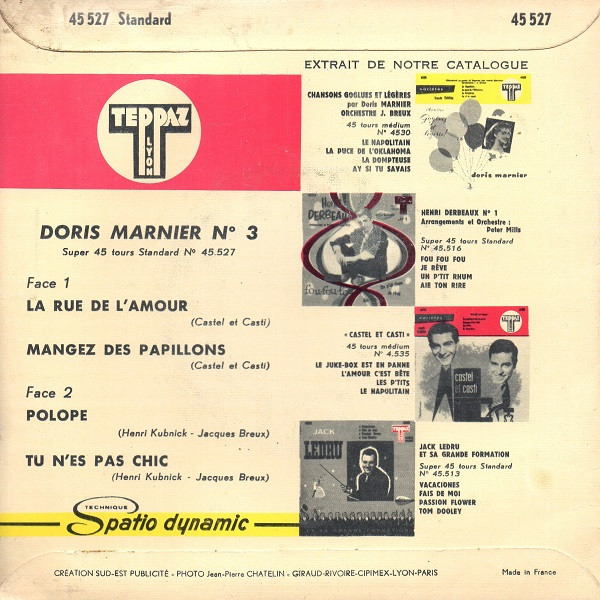 45 527 Standard
45 527
EXTRAIT DE NOTRE CATALOGUE
TEPPAZ
LYON
CHANSONS GOGUES ET LÉGÈRES
par Doris MARNIER
ORCHESTRE J. BREUX
45 tours médium
N° 4530
LE NAPOLITAIN
LA PUCE DE L'OKLAHOMA
LA DOMPTEUSE
AY SI TU SAVAIS
TEPPAZ
doris marnier
DORIS MARNIER N° 3
Super 45 tours Standard N° 45.527
Face 1
LA RUE DE L'AMOUR
(Castel et Casti)
MANGEZ DES PAPILLONS
(Castel et Casti)
Face 2
POLOPE
(Henri Kubnick - Jacques Breux)
TU N'ES PAS CHIC
(Henri Kubnick - Jacques Breux)
HENRI DERBEAUX N° 1
Arrangements et Orchestre :
Peter Mills
Super 45 tours Standard
N° 45.516
FOU FOU FOU
JE RÊVE
UN P'TIT RHUM
AIE TON RIRE
DERBEAUX
« CASTEL ET CASTI »
45 tours médium
N° 4.535
LE JUKE-BOX EST EN PANNE
L'AMOUR C'EST BÊTE
LES P'TITS
LE NAPOLITAIN
TEPPAZ
castel
et casti
JACK
LEDRU
JACK LEDRU
ET SA GRANDE FORMATION
Super 45 tours Standard
N° 45.513
VACACIONES
FAIS DE MOI
PASSION FLOWER
TOM DOOLEY
TECHNIQUE
Spatio dynamic
CRÉATION SUD-EST PUBLICITÉ - PHOTO Jean-Pierre CHATELIN - GIRAUD-RIVOIRE-CIPIMEX-LYON-PARIS
Made in France